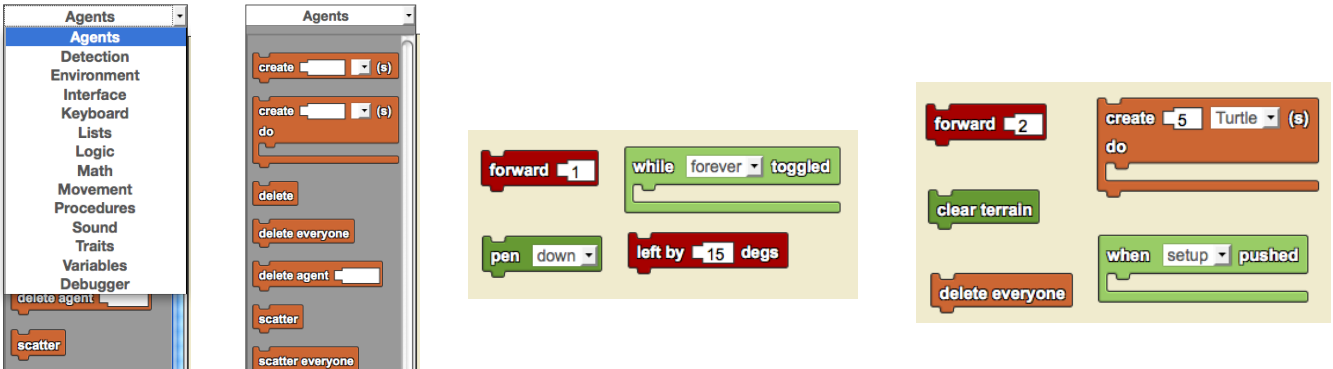 Agents
Agents
Detection
Environment
Interface
Keyboard
Lists
Logic
Math
Movement
Procedures
Sound
Traits
Variables
Debugger
delete agent
scatter
Agents
create (s)
create (s)
do
delete
delete everyone
delete agent
scatter
scatter everyone
forward 1
while forever toggled
pen down
left by 15 degs
forward 2
create 5 Turtle (s)
do
clear terrain
when setup pushed
delete everyone